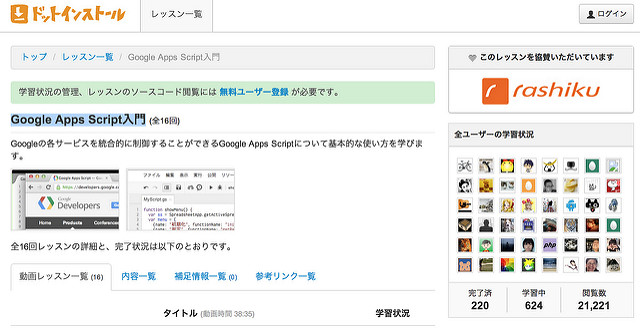 ドットインストール
レッスン一覧
ログイン
トップ / レッスン一覧 / Google Apps Script入門
学習状況の管理、レッスンのソースコード閲覧には 無料ユーザー登録 が必要です。
Google Apps Script入門 (全16回)
Googleの各サービスを統合的に制御することができるGoogle Apps Scriptについて基本的な使い方を学びます。
Google Apps Script —
https://developers.google.c
Google
Developers
Home Products Conferences
ファイル 編集 表示 実行 公開 リソー
MyScript.gs
function showMenu() {
var ss = SpreadsheetApp.getActiveSpre
var menu = [
全16回レッスンの詳細と、完了状況は以下のとおりです。
動画レッスン一覧 (16) 内容一覧 補足情報一覧 (0) 参考リンク一覧
タイトル (動画時間 38:35) 学習状況
このレッスンを協賛いただいています
rashiku
全ユーザーの学習状況
php
完了済 学習中 閲覧数
220 624 21,221